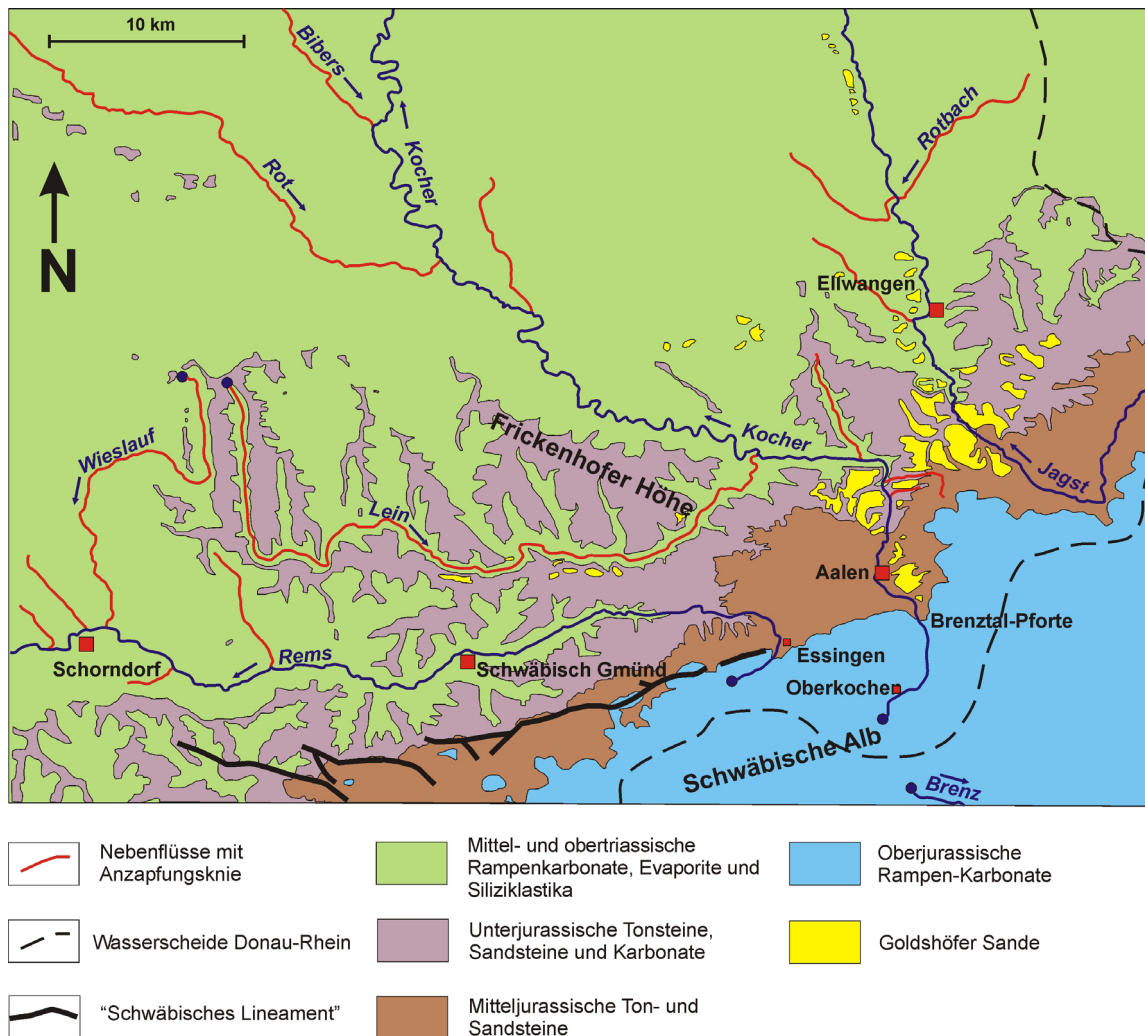 10 km
Bibers
Kocher
Rotbach
Rot
N
Ellwangen
Wieslauf
Frickenhofer Höhe
Kocher
Jagst
Lein
Aalen
Brenztal-Pforte
Schorndorf
Rems
Schwäbisch Gmünd
Essingen
Oberkochen
Schwäbische Alb
Brenz
Nebenflüsse mit
Anzapfungsknie
Mittel- und obertriassische
Rampenkarbonate, Evaporite und
Siliziklastika
Oberjurassische
Rampen-Karbonate
Wasserscheide Donau-Rhein
Unterjurassische Tonsteine,
Sandsteine und Karbonate
Goldshöfer Sande
"Schwäbisches Lineament"
Mitteljurassische Ton- und
Sandsteine